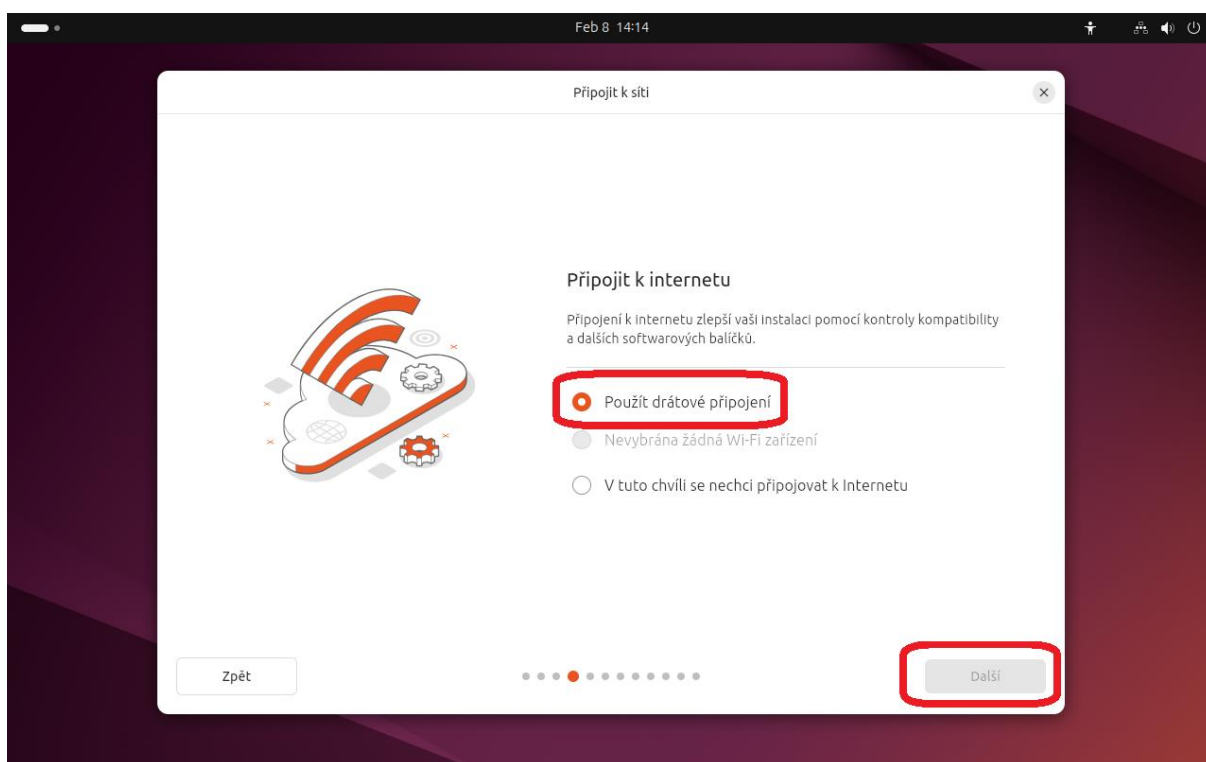 Feb 8 14:14
Připojit k síti
Připojit k internetu
Připojení k Internetu zlepší vaši instalaci pomocí kontroly kompatibility
a dalších softwarových balíčků.
Použít drátové připojení
Nevybrána žádná Wi-Fi zařízení
V tuto chvíli se nechci připojovat k Internetu
Zpět
Další